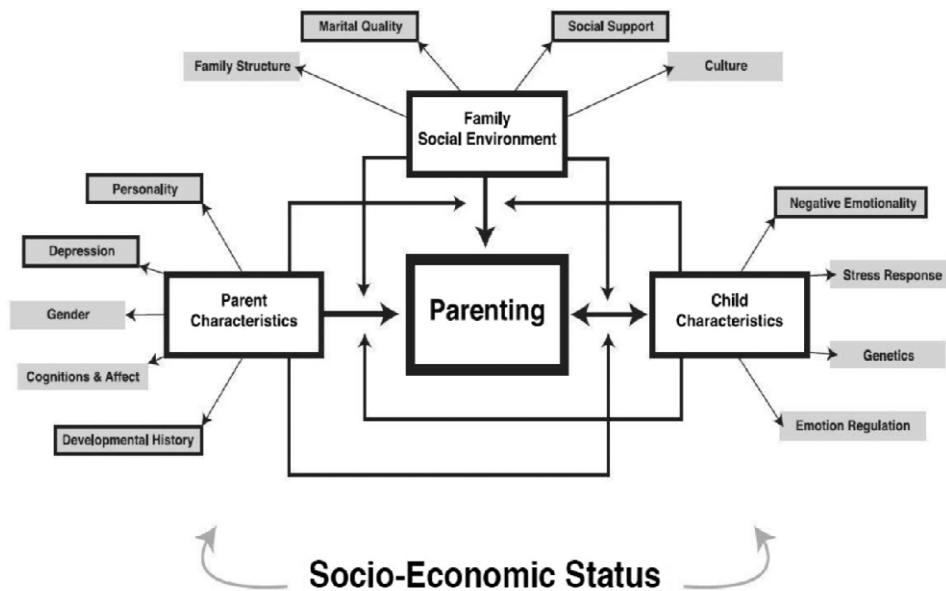 Marital Quality
Social Support
Family Structure
Culture
Family
Social Environment
Personality
Negative Emotionality
Depression
Stress Response
Parent
Characteristics
Parenting
Child
Characteristics
Gender
Genetics
Cognitions & Affect
Emotion Regulation
Developmental History
Socio-Economic Status